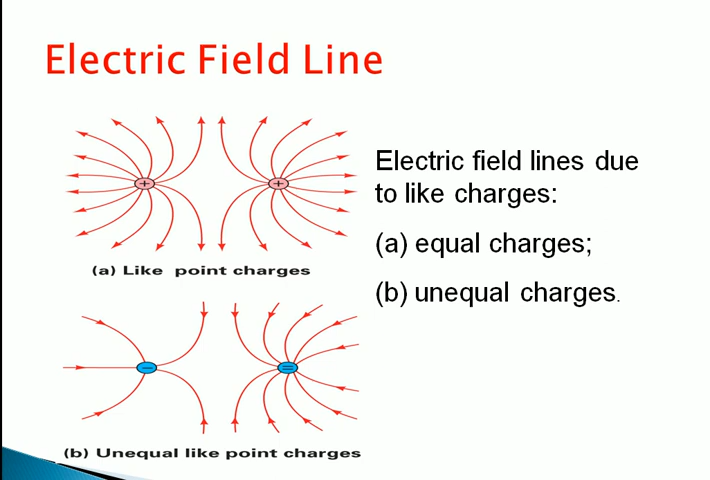 Electric Field Line
Electric field lines due
to like charges:
(a) equal charges;
(b) unequal charges.
+ +
(a) Like point charges
− =
(b) Unequal like point charges